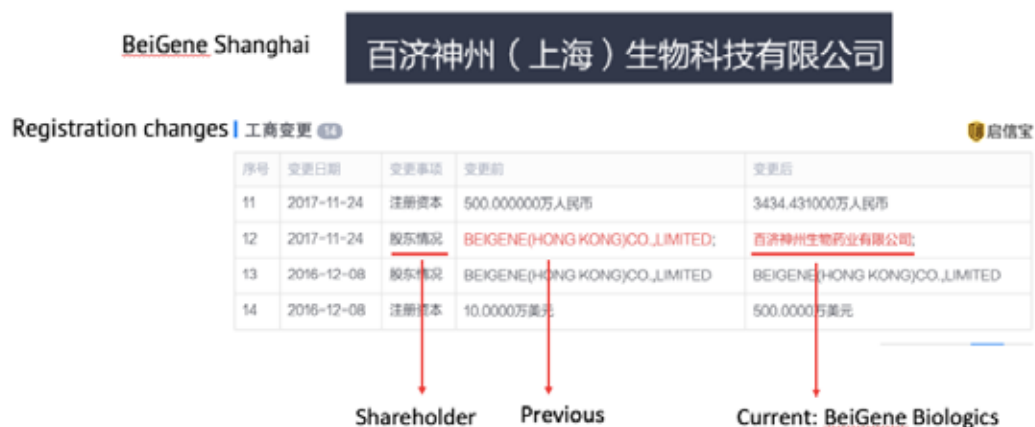 BeiGene Shanghai
百济神州（上海）生物科技有限公司
Registration changes 工商变更 14
启信宝
序号 变更日期 变更事项 变更前 变更后
11 2017-11-24 注册资本 500.000000万人民币 3434.431000万人民币
12 2017-11-24 股东情况 BEIGENE(HONG KONG)CO.,LIMITED; 百济神州生物药业有限公司;
13 2016-12-08 股东情况 BEIGENE(HONG KONG)CO.,LIMITED BEIGENE(HONG KONG)CO.,LIMITED
14 2016-12-08 注册资本 10.0000万美元 500.0000万美元
Shareholder Previous Current: BeiGene Biologics